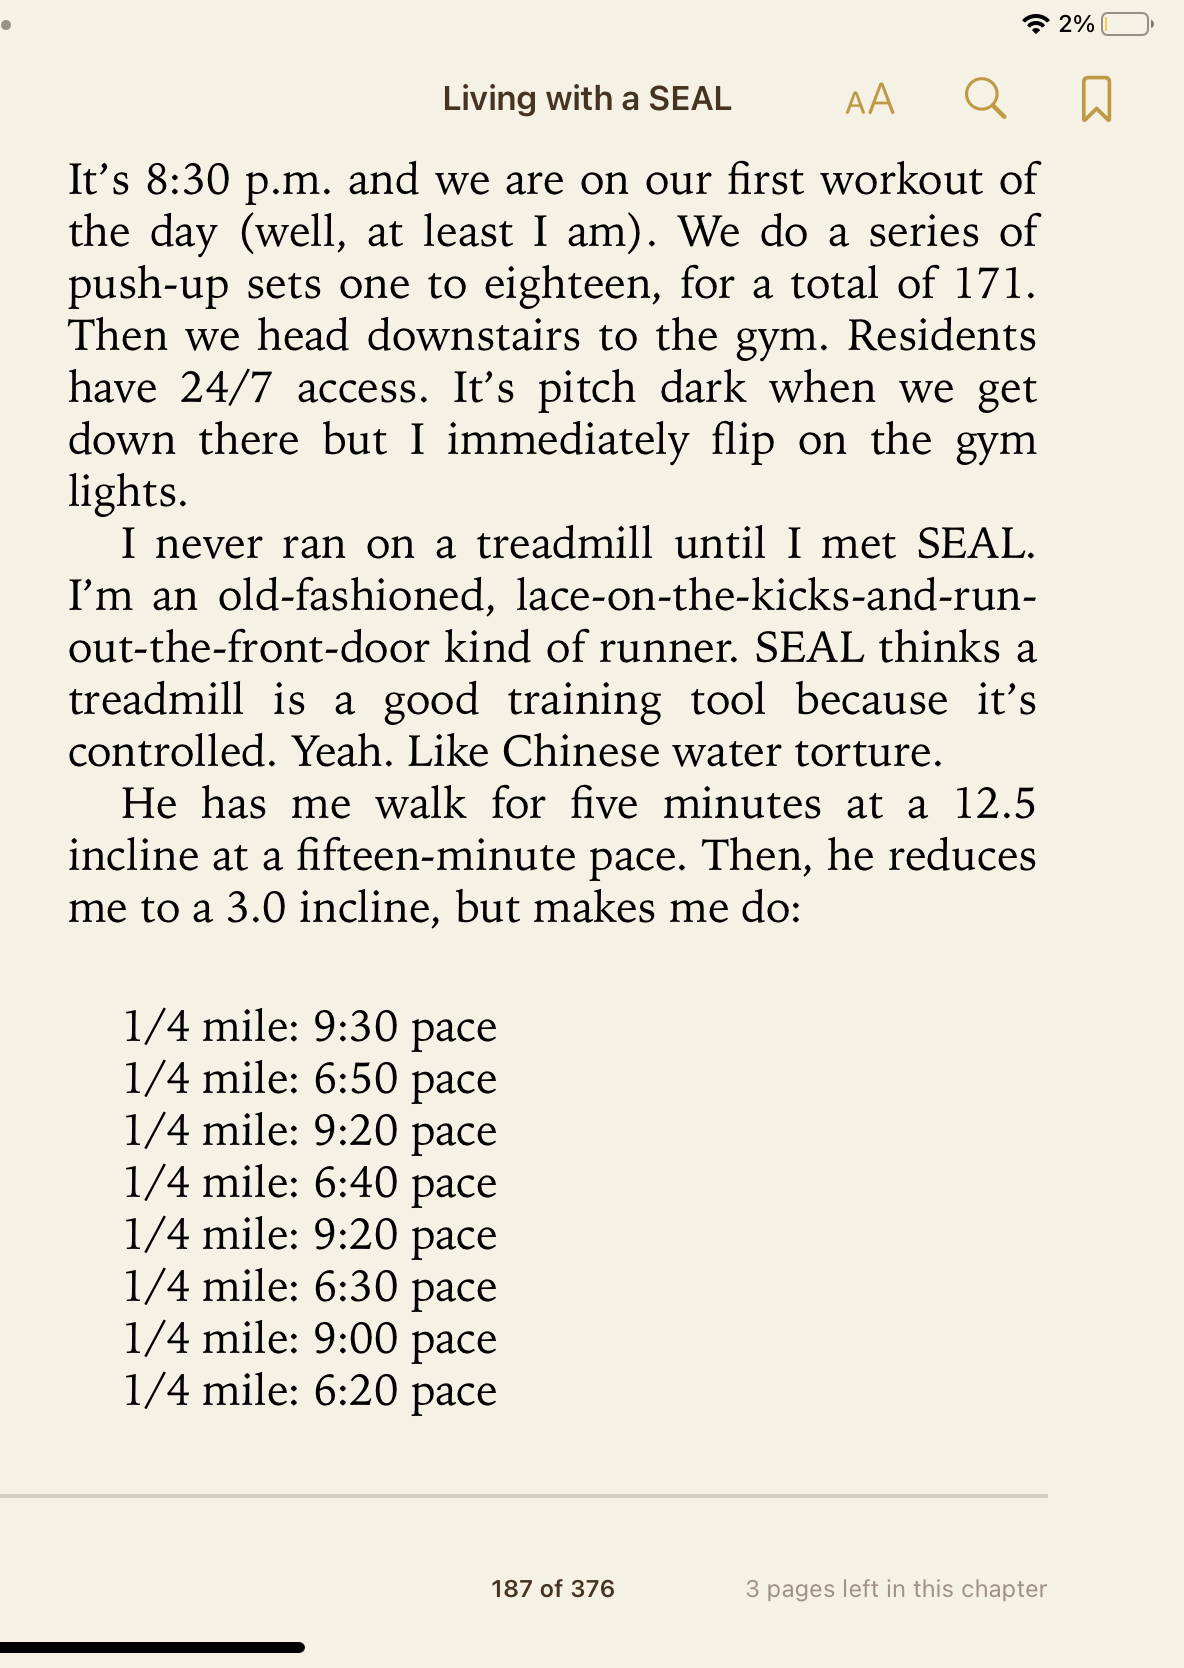 2%
Living with a SEAL
AA
It’s 8:30 p.m. and we are on our first workout of
the day (well, at least I am). We do a series of
push-up sets one to eighteen, for a total of 171.
Then we head downstairs to the gym. Residents
have 24/7 access. It’s pitch dark when we get
down there but I immediately flip on the gym
lights.
I never ran on a treadmill until I met SEAL.
I’m an old-fashioned, lace-on-the-kicks-and-run-
out-the-front-door kind of runner. SEAL thinks a
treadmill is a good training tool because it’s
controlled. Yeah. Like Chinese water torture.
He has me walk for five minutes at a 12.5
incline at a fifteen-minute pace. Then, he reduces
me to a 3.0 incline, but makes me do:
1/4 mile: 9:30 pace
1/4 mile: 6:50 pace
1/4 mile: 9:20 pace
1/4 mile: 6:40 pace
1/4 mile: 9:20 pace
1/4 mile: 6:30 pace
1/4 mile: 9:00 pace
1/4 mile: 6:20 pace
187 of 376
3 pages left in this chapter